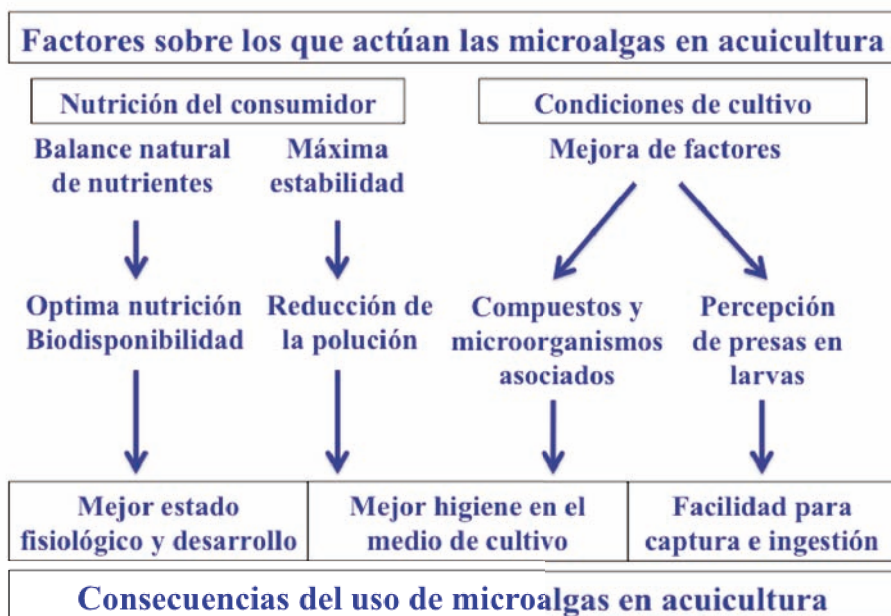 Factores sobre los que actúan las microalgas en acuicultura
Nutrición del consumidor
Condiciones de cultivo
Balance natural
de nutrientes
Máxima
estabilidad
Mejora de factores
Optima nutrición
Biodisponibilidad
Reducción de
la polución
Compuestos y
microorganismos
asociados
Percepción
de presas en
larvas
Mejor estado
fisiológico y desarrollo
Mejor higiene en el
medio de cultivo
Facilidad para
captura e ingestión
Consecuencias del uso de microalgas en acuicultura